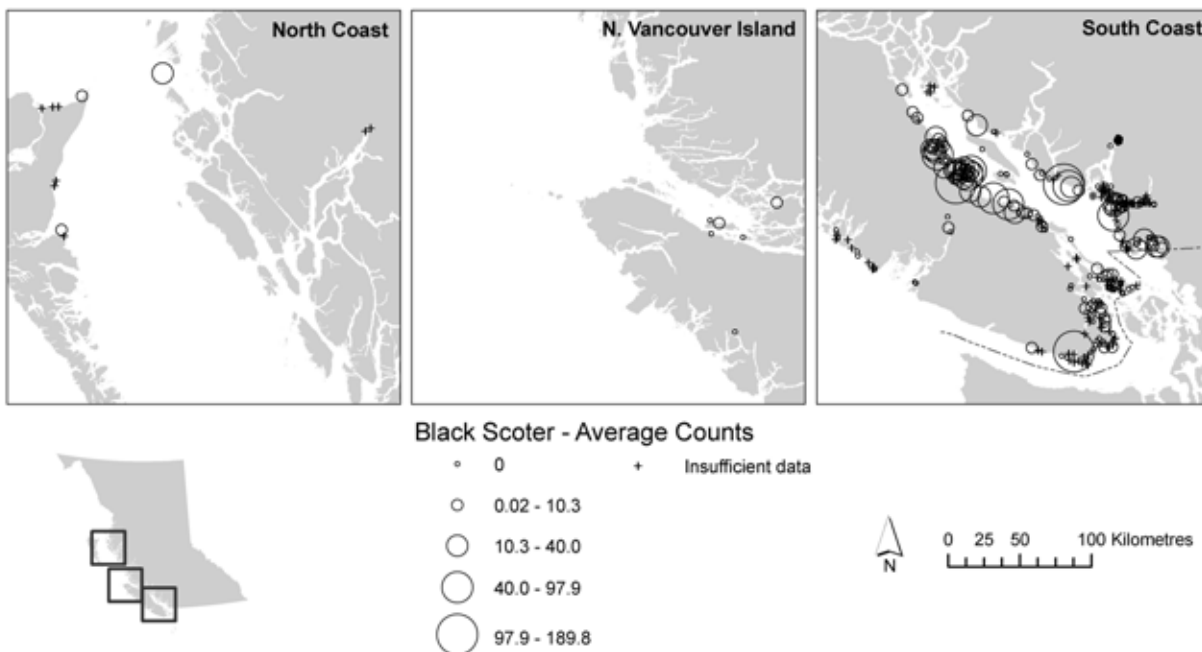 North Coast
N. Vancouver Island
South Coast
Black Scoter - Average Counts
0
+ Insufficient data
0.02 - 10.3
10.3 - 40.0
40.0 - 97.9
97.9 - 189.8
N
0 25 50 100 Kilometres